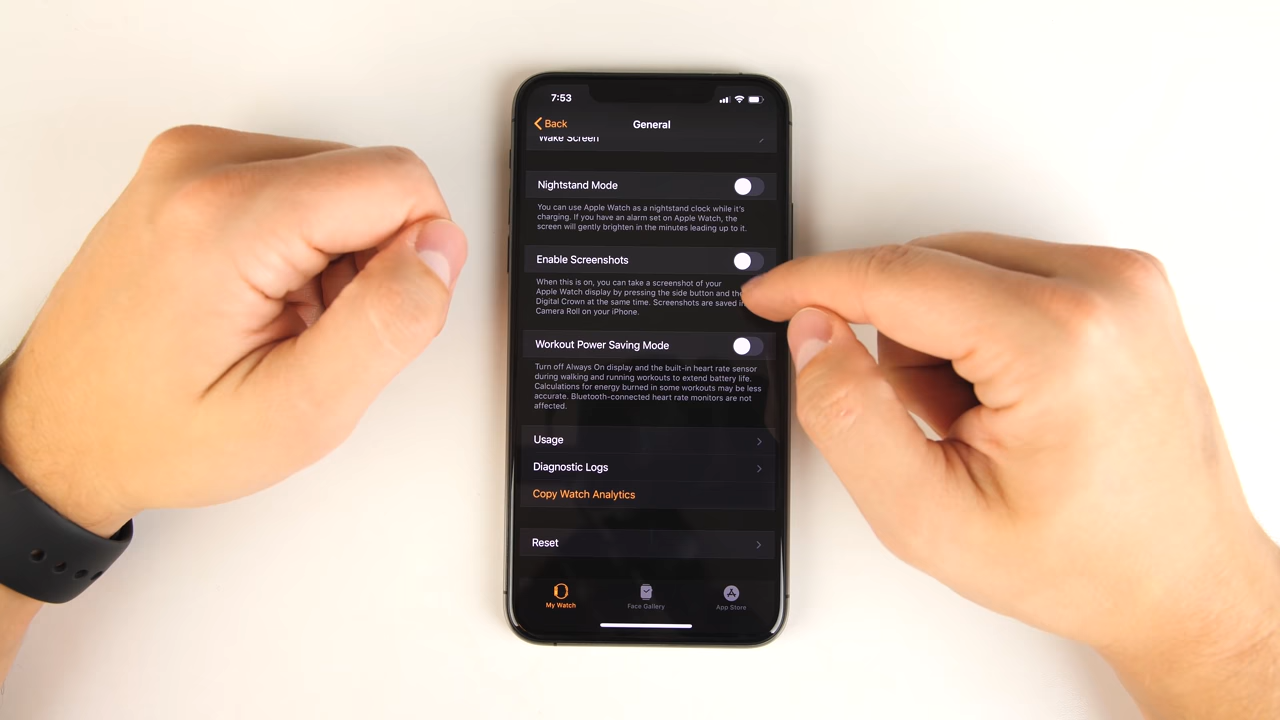 7:53
Back
General
Wake Screen
Nightstand Mode
You can use Apple Watch as a nightstand clock while it's
charging. If you have an alarm set on Apple Watch, the
screen will gently brighten in the minutes leading up to it.
Enable Screenshots
When this is on, you can take a screenshot of your
Apple Watch display by pressing the side button and the
Digital Crown at the same time. Screenshots are saved in
Camera Roll on your iPhone.
Workout Power Saving Mode
Turn off Always On display and the built-in heart rate sensor
during walking and running workouts to extend battery life.
Calculations for energy burned in some workouts may be less
accurate. Bluetooth-connected heart rate monitors are not
affected.
Usage
Diagnostic Logs
Copy Watch Analytics
Reset
My Watch
Face Gallery
App Store